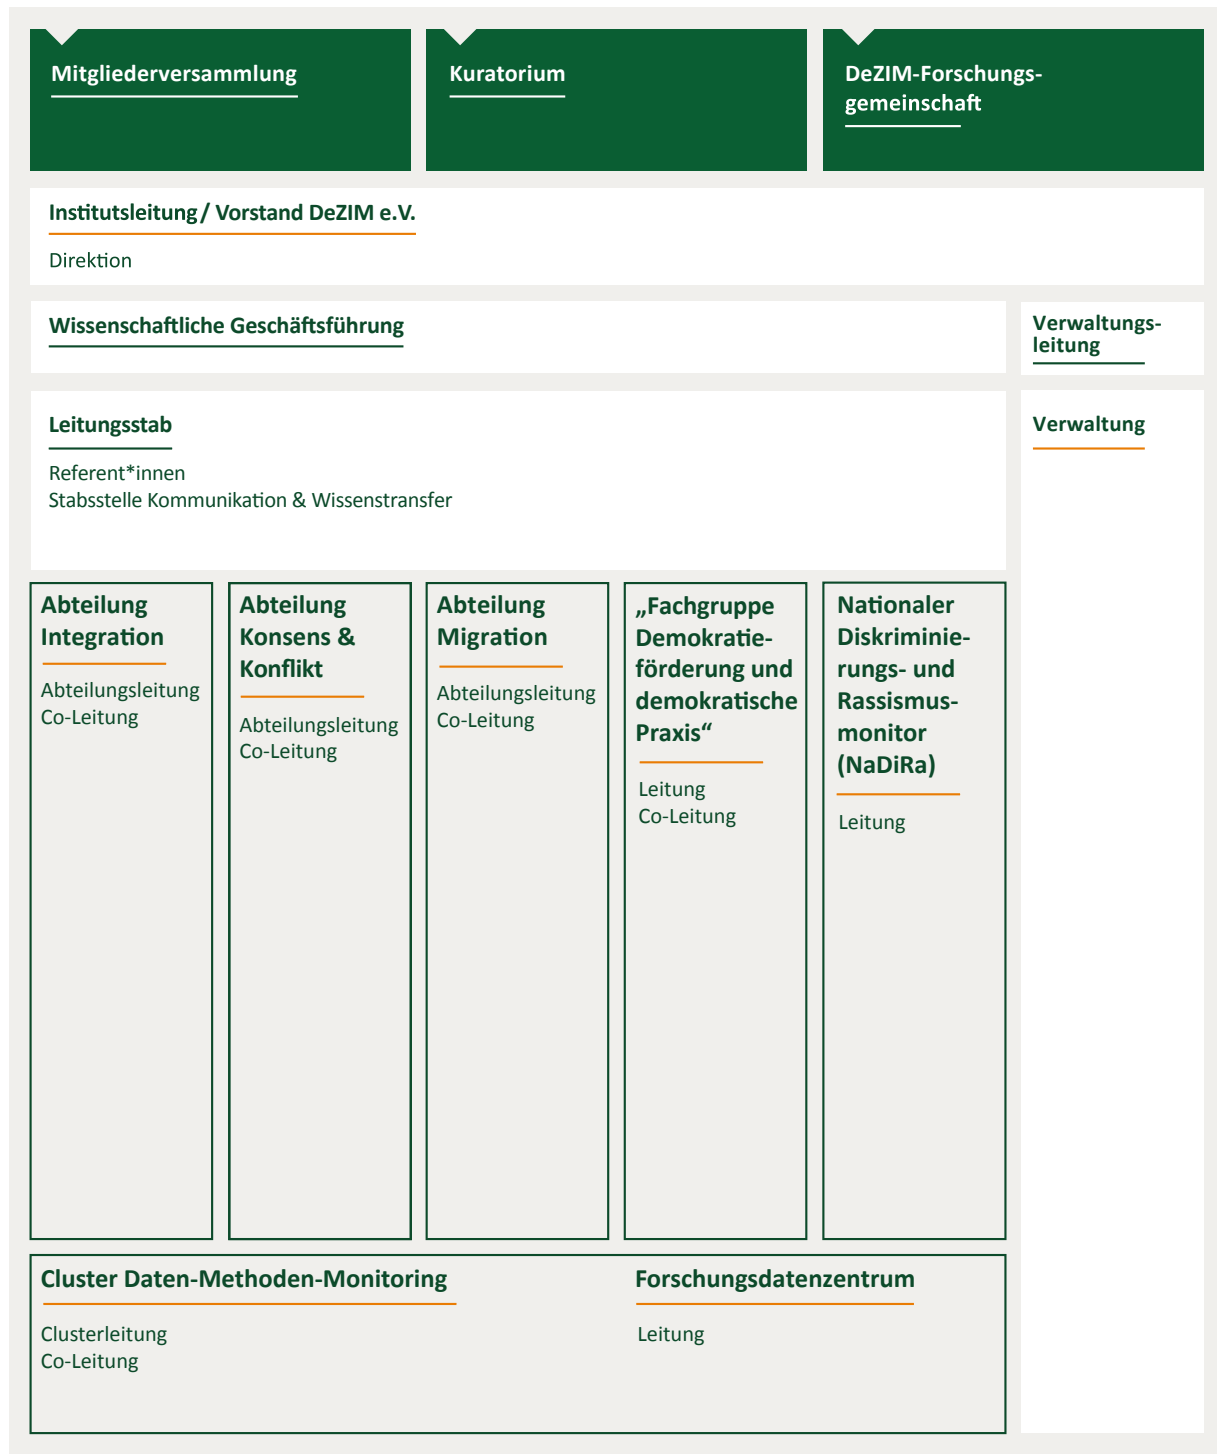 Mitgliederversammlung
Kuratorium
DeZIM-Forschungs-
gemeinschaft
Institutsleitung / Vorstand DeZIM e.V.
Direktion
Wissenschaftliche Geschäftsführung
Verwaltungs-
leitung
Leitungsstab
Referent*innen
Stabsstelle Kommunikation & Wissenstransfer
Verwaltung
Abteilung
Integration
Abteilungsleitung
Co-Leitung
Abteilung
Konsens &
Konflikt
Abteilungsleitung
Co-Leitung
Abteilung
Migration
Abteilungsleitung
Co-Leitung
„Fachgruppe
Demokratie-
förderung und
demokratische
Praxis“
Leitung
Co-Leitung
Nationaler
Diskriminie-
rungs- und
Rassismus-
monitor
(NaDiRa)
Leitung
Cluster Daten-Methoden-Monitoring
Clusterleitung
Co-Leitung
Forschungsdatenzentrum
Leitung